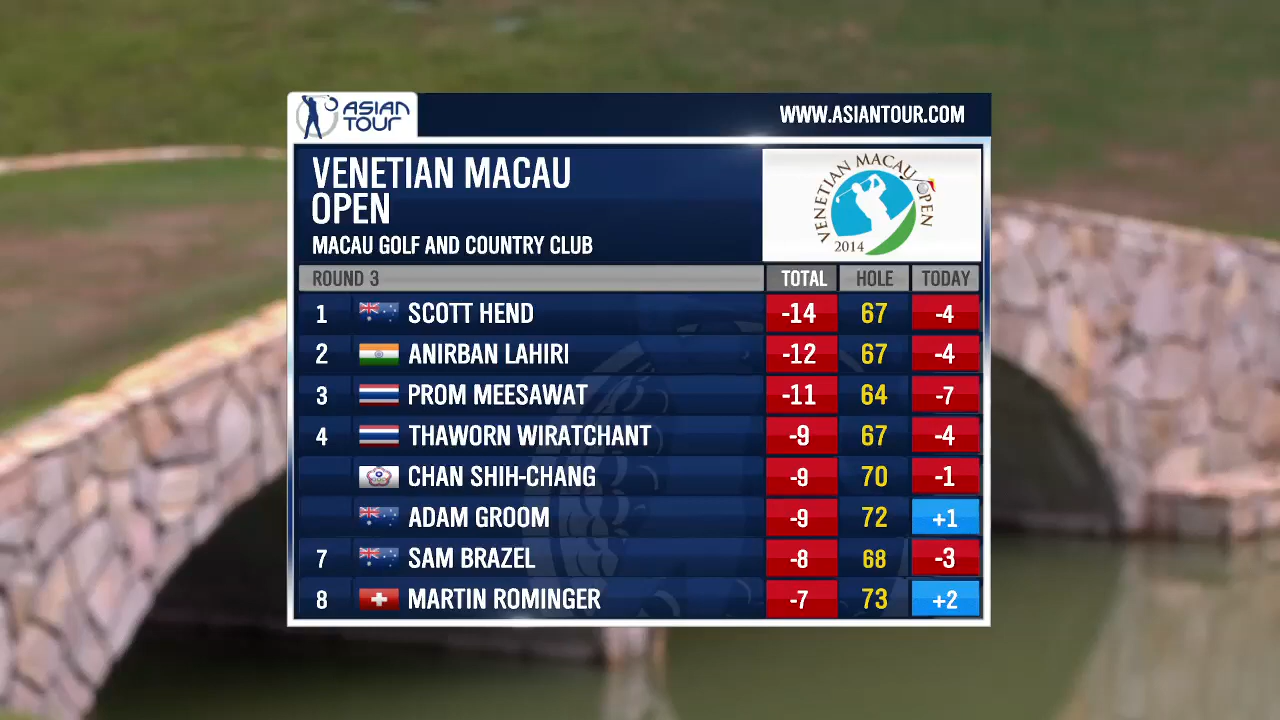 ASIAN
TOUR
WWW.ASIANTOUR.COM
VENETIAN MACAU
OPEN
MACAU GOLF AND COUNTRY CLUB
VENETIAN MACAU OPEN
2014
ROUND 3 TOTAL HOLE TODAY
1 SCOTT HEND -14 67 -4
2 ANIRBAN LAHIRI -12 67 -4
3 PROM MEESAWAT -11 64 -7
4 THAWORN WIRATCHANT -9 67 -4
CHAN SHIH-CHANG -9 70 -1
ADAM GROOM -9 72 +1
7 SAM BRAZEL -8 68 -3
8 MARTIN ROMINGER -7 73 +2